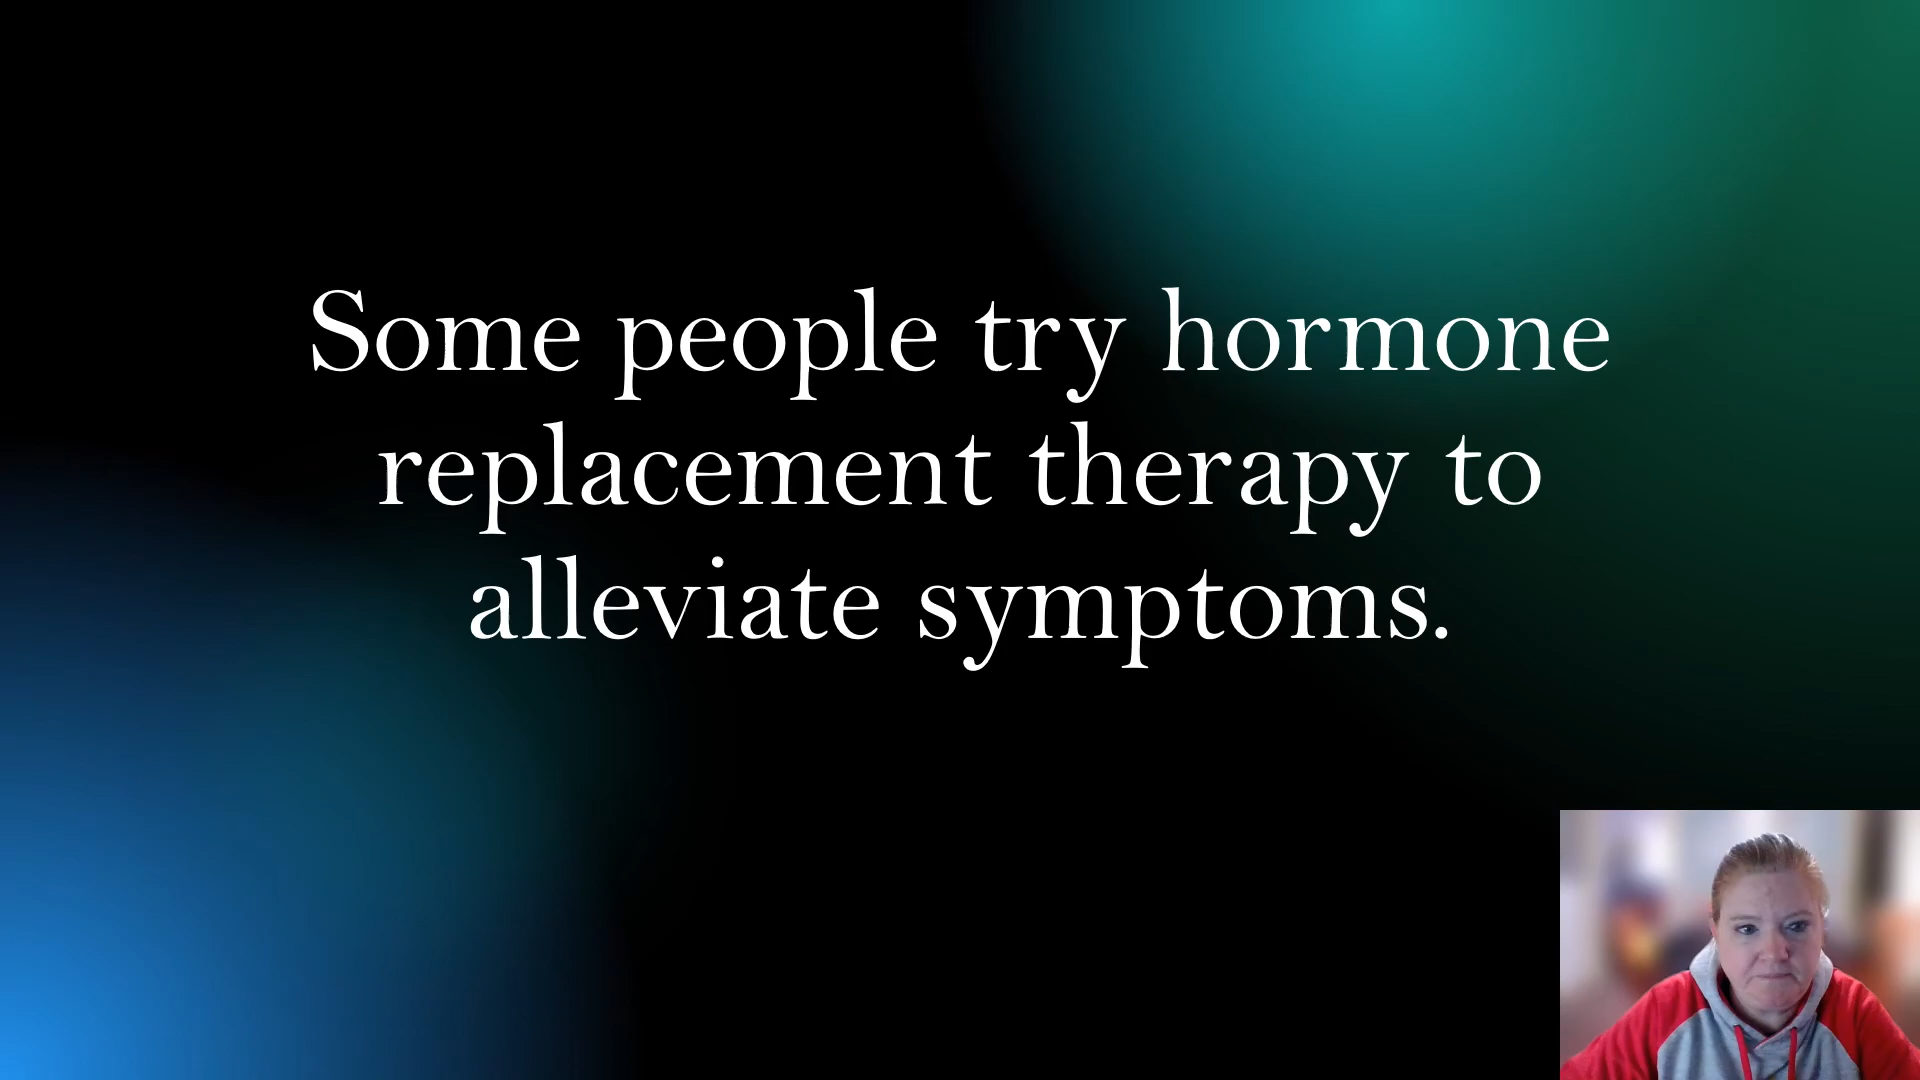 Some people try hormone
replacement therapy to
alleviate symptoms.